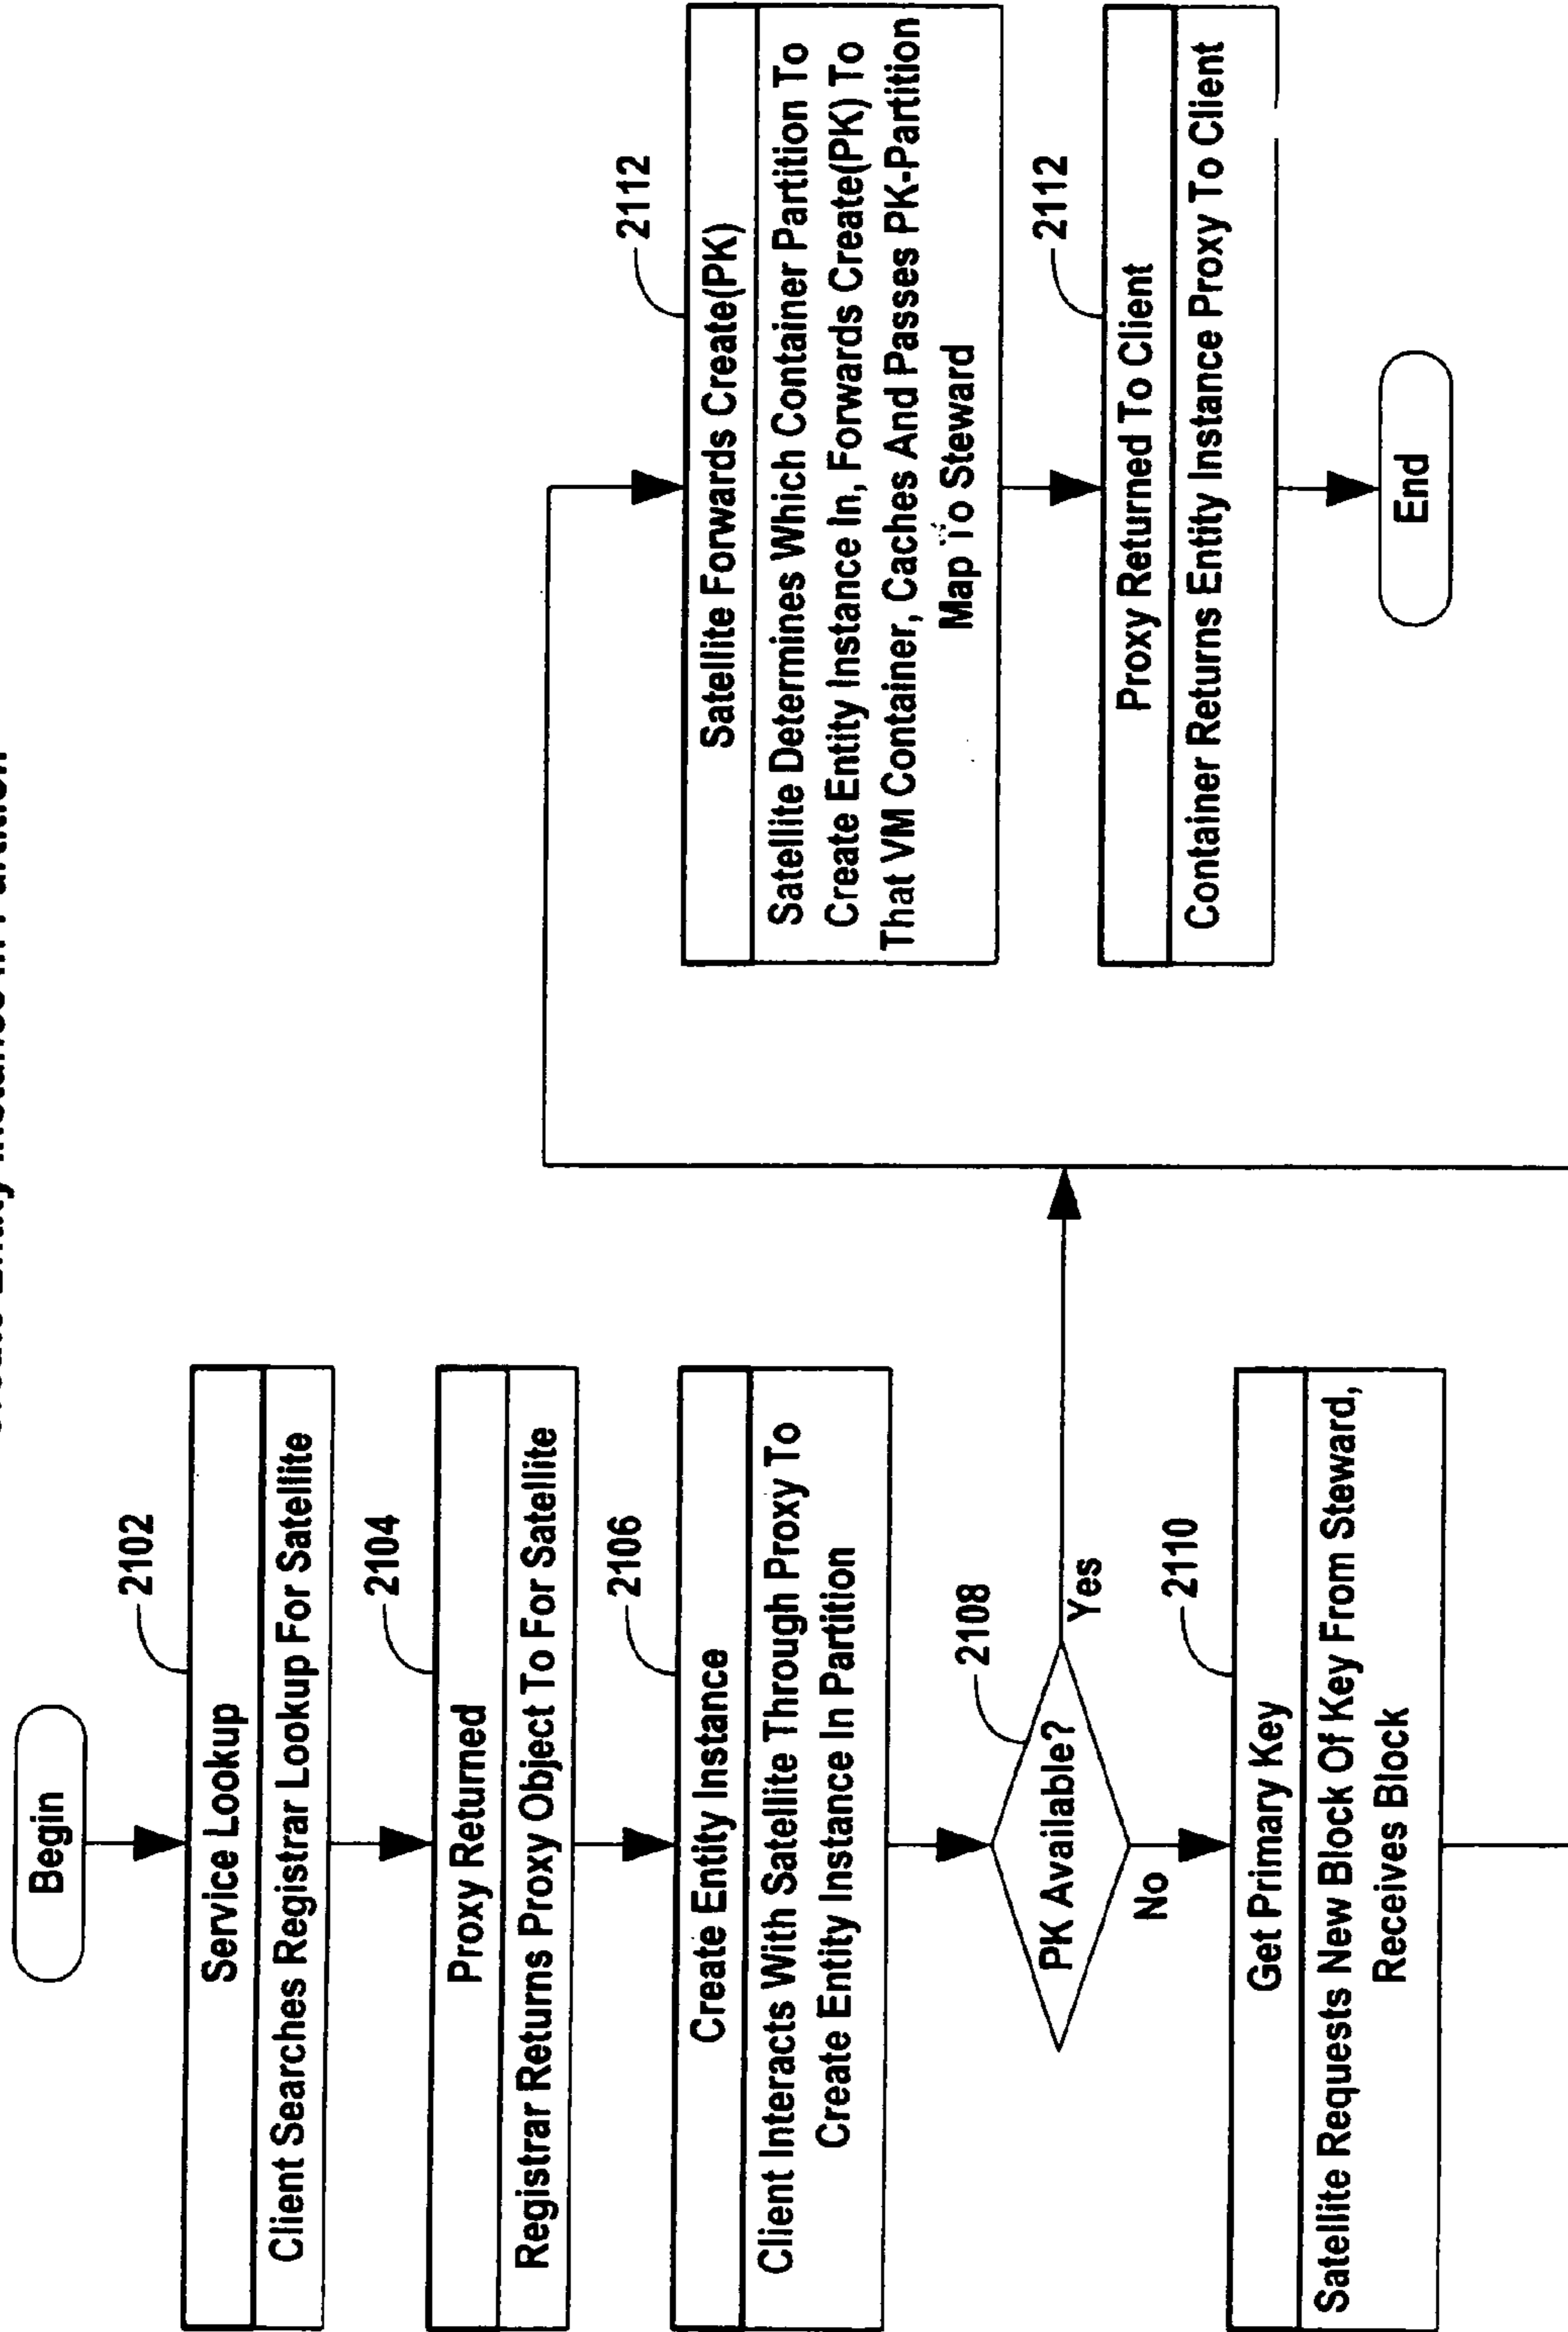 Entity Instance In Partition
Begin
2102
Service Lookup
Client Searches Registrar Lookup For Satellite
2104
Proxy Returned
Registrar Returns Proxy Object To For Satellite
2106
Create Entity Instance
Client Interacts With Satellite Through Proxy To
Create Entity Instance In Partition
2108
PK Available?
Yes
No
2110
Get Primary Key
Satellite Requests New Block Of Key From Steward,
Receives Block
2112
Satellite Forwards Create(PK)
Satellite Determines Which Container Partition To
Create Entity Instance In, Forwards Create(PK) To
That VM Container, Caches And Passes PK-Partition
Map To Steward
2112
Proxy Returned To Client
Container Returns Entity Instance Proxy To Client
End